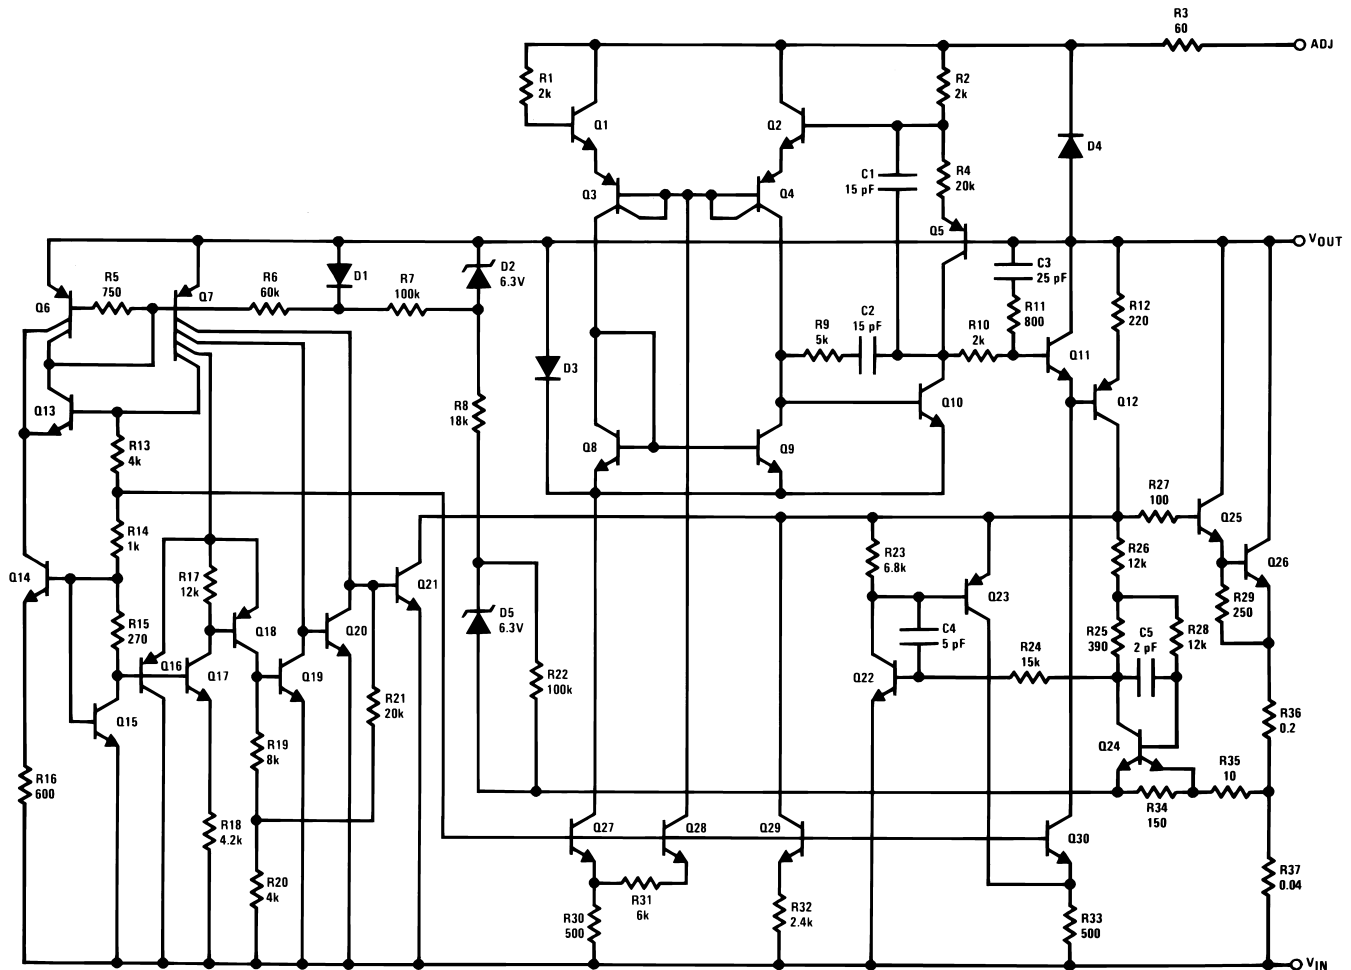 R3
60
ADJ
R1
2k
Q1
Q2
R2
2k
D4
C1
15 pF
R4
20k
Q3
Q4
Q5
VOUT
R5
750
R6
60k
D1
R7
100k
D2
6.3V
C3
25 pF
Q6
Q7
R11
800
R12
220
R9
5k
C2
15 pF
R10
2k
Q11
D3
Q12
Q13
R8
18k
Q10
R13
4k
Q8
Q9
R27
100
Q25
R14
1k
R23
6.8k
R26
12k
Q26
Q14
R17
12k
Q21
Q23
R29
250
R15
270
Q18
Q20
D5
6.3V
C4
5 pF
R25
390
C5
2 pF
R28
12k
R24
15k
Q16
Q17
Q19
R22
100k
Q22
R21
20k
Q15
R36
0.2
R19
8k
Q24
R35
10
R16
600
R34
150
R18
4.2k
Q27
Q28
Q29
Q30
R37
0.04
R20
4k
R31
6k
R30
500
R32
2.4k
R33
500
VIN